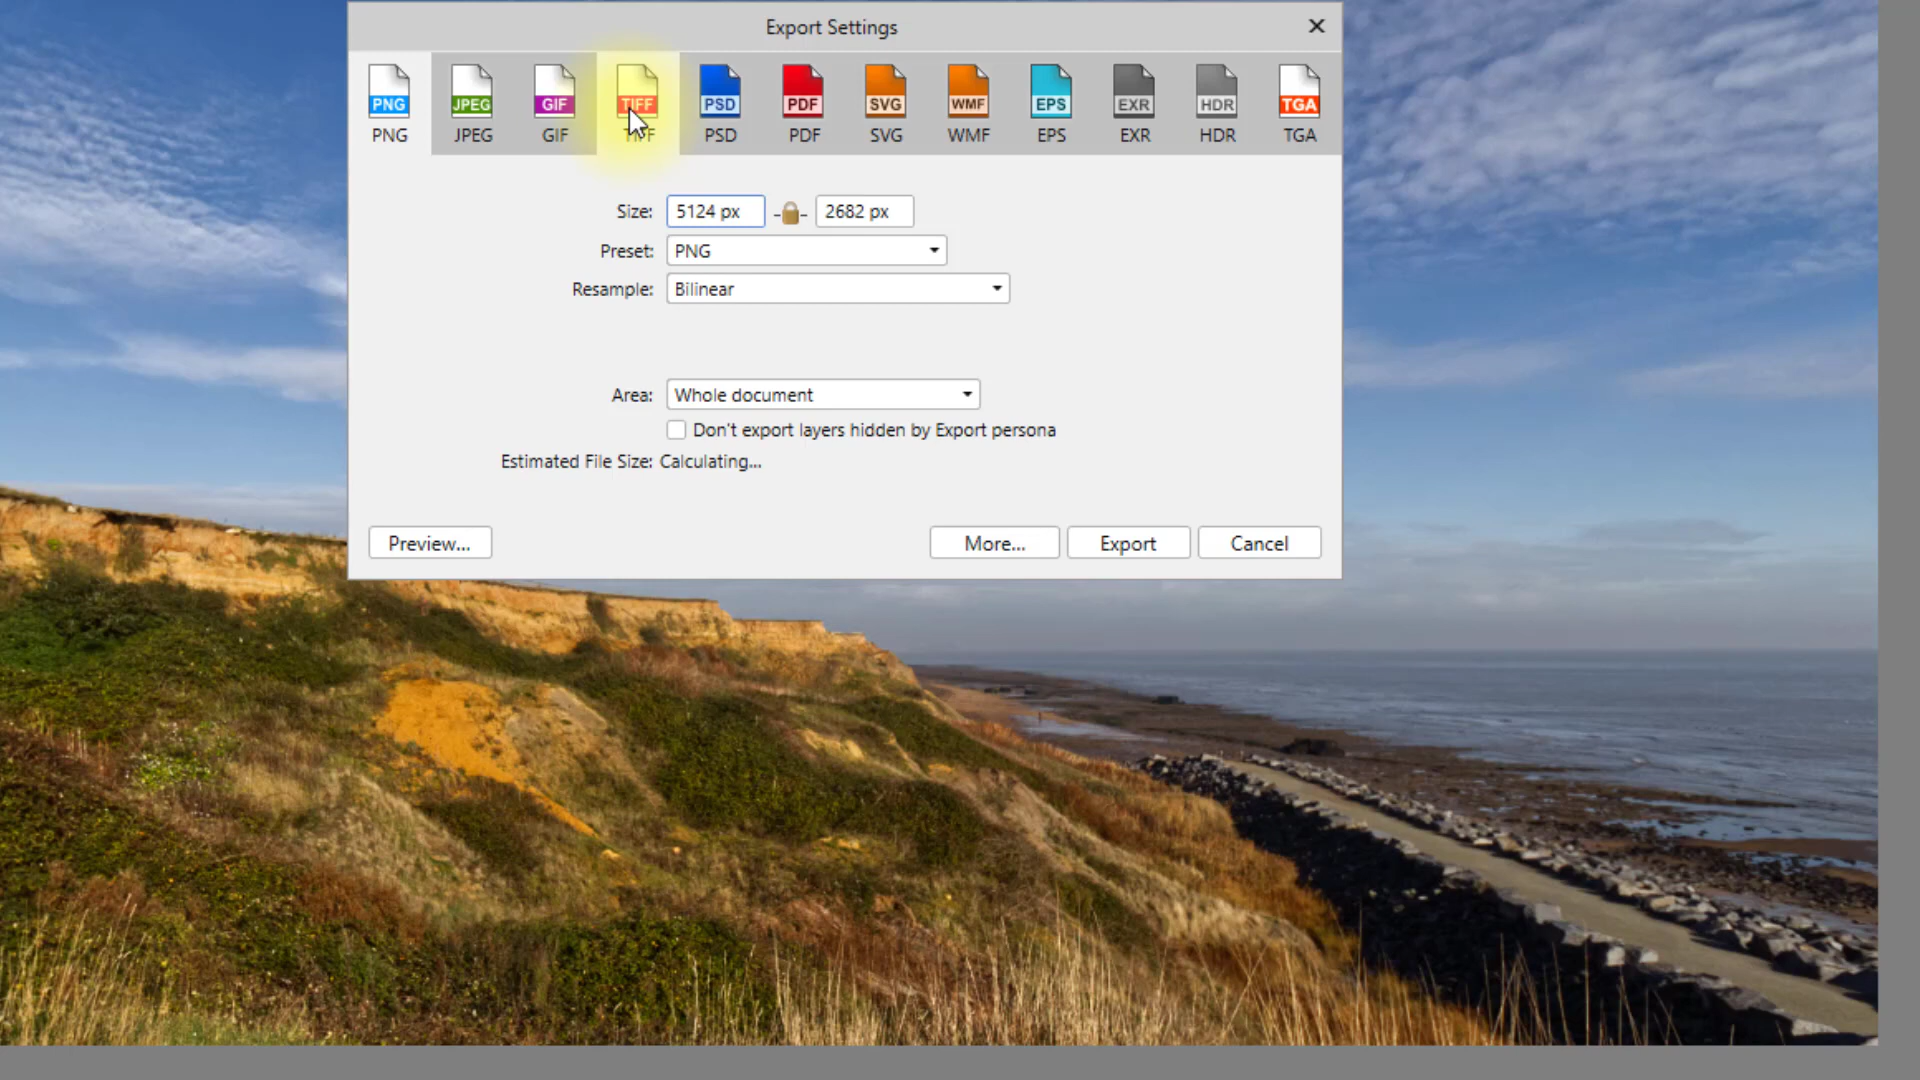 Export Settings
PNG JPEG GIF TIFF PSD PDF SVG WMF EPS EXR HDR TGA
PNG JPEG GIF TIFF PSD PDF SVG WMF EPS EXR HDR TGA
Size: 5124 px 2682 px
Preset: PNG
Resample: Bilinear
Area: Whole document
Don't export layers hidden by Export persona
Estimated File Size: Calculating...
Preview... More... Export Cancel